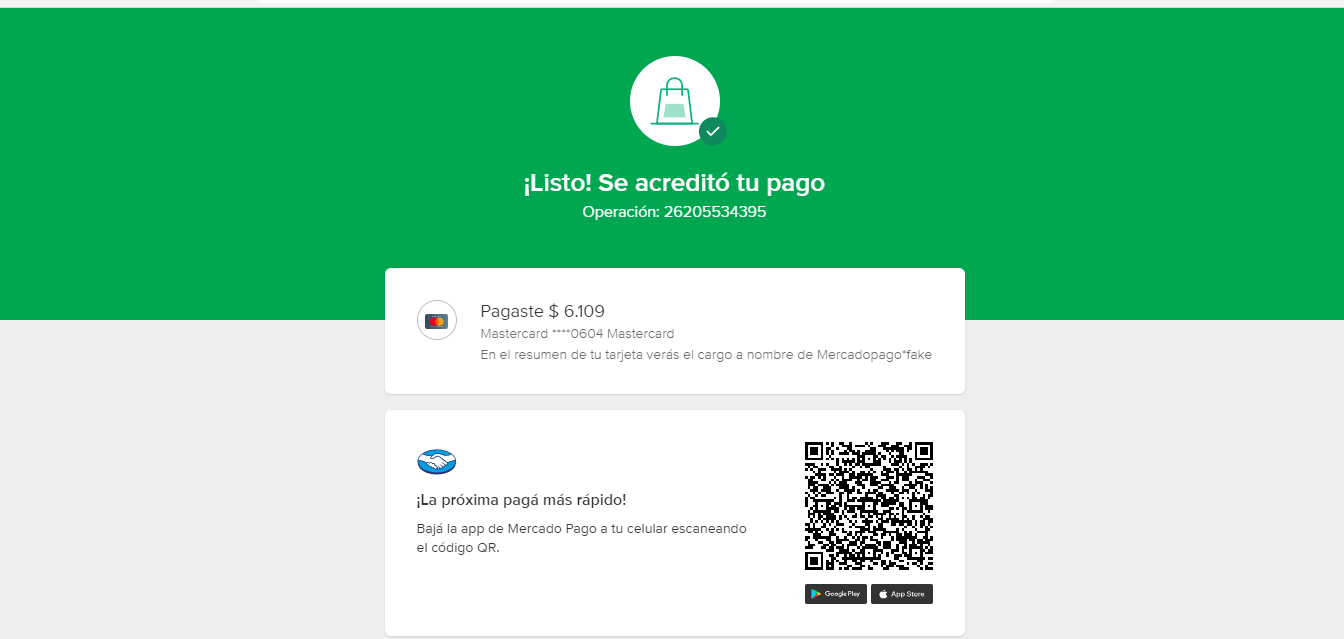 ¡Listo! Se acreditó tu pago
Operación: 26205534395
Pagaste $ 6.109
Mastercard ****0604 Mastercard
En el resumen de tu tarjeta verás el cargo a nombre de Mercadopago*fake
¡La próxima pagá más rápido!
Bajá la app de Mercado Pago a tu celular escaneando
el código QR.
Google Play
App Store